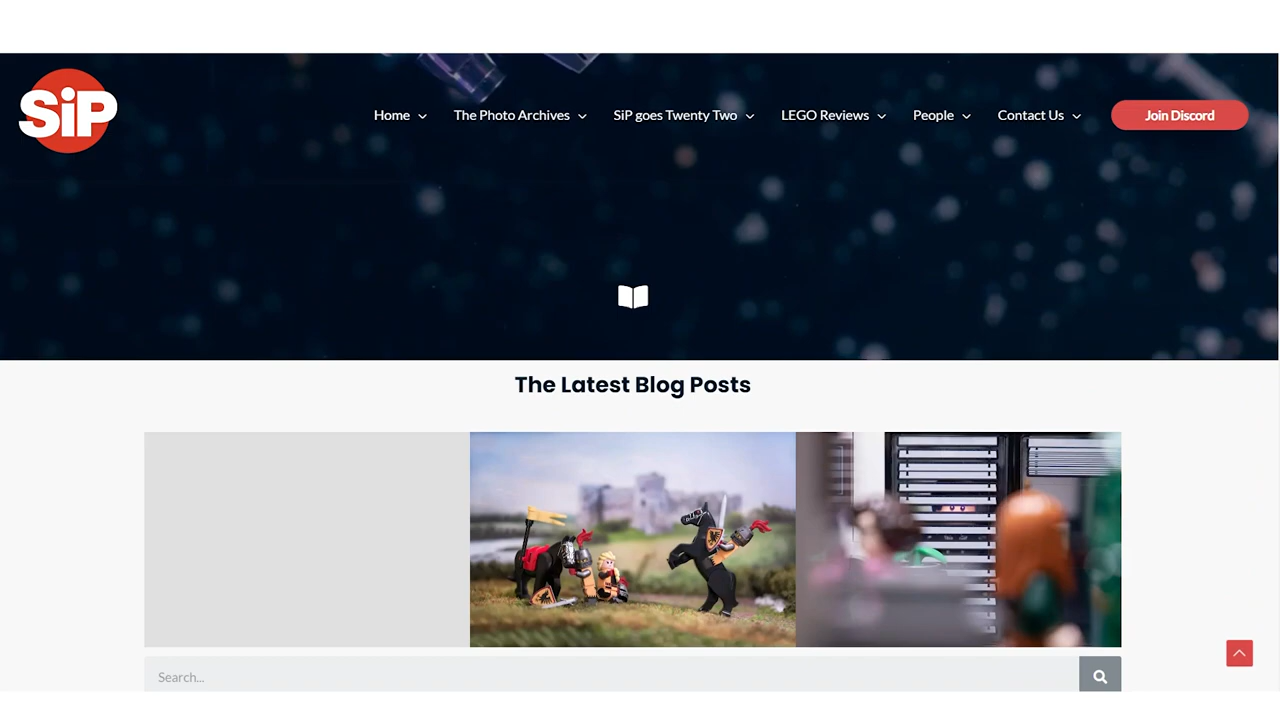 SiP
Home The Photo Archives SiP goes Twenty Two LEGO Reviews People Contact Us Join Discord
The Latest Blog Posts
Search...